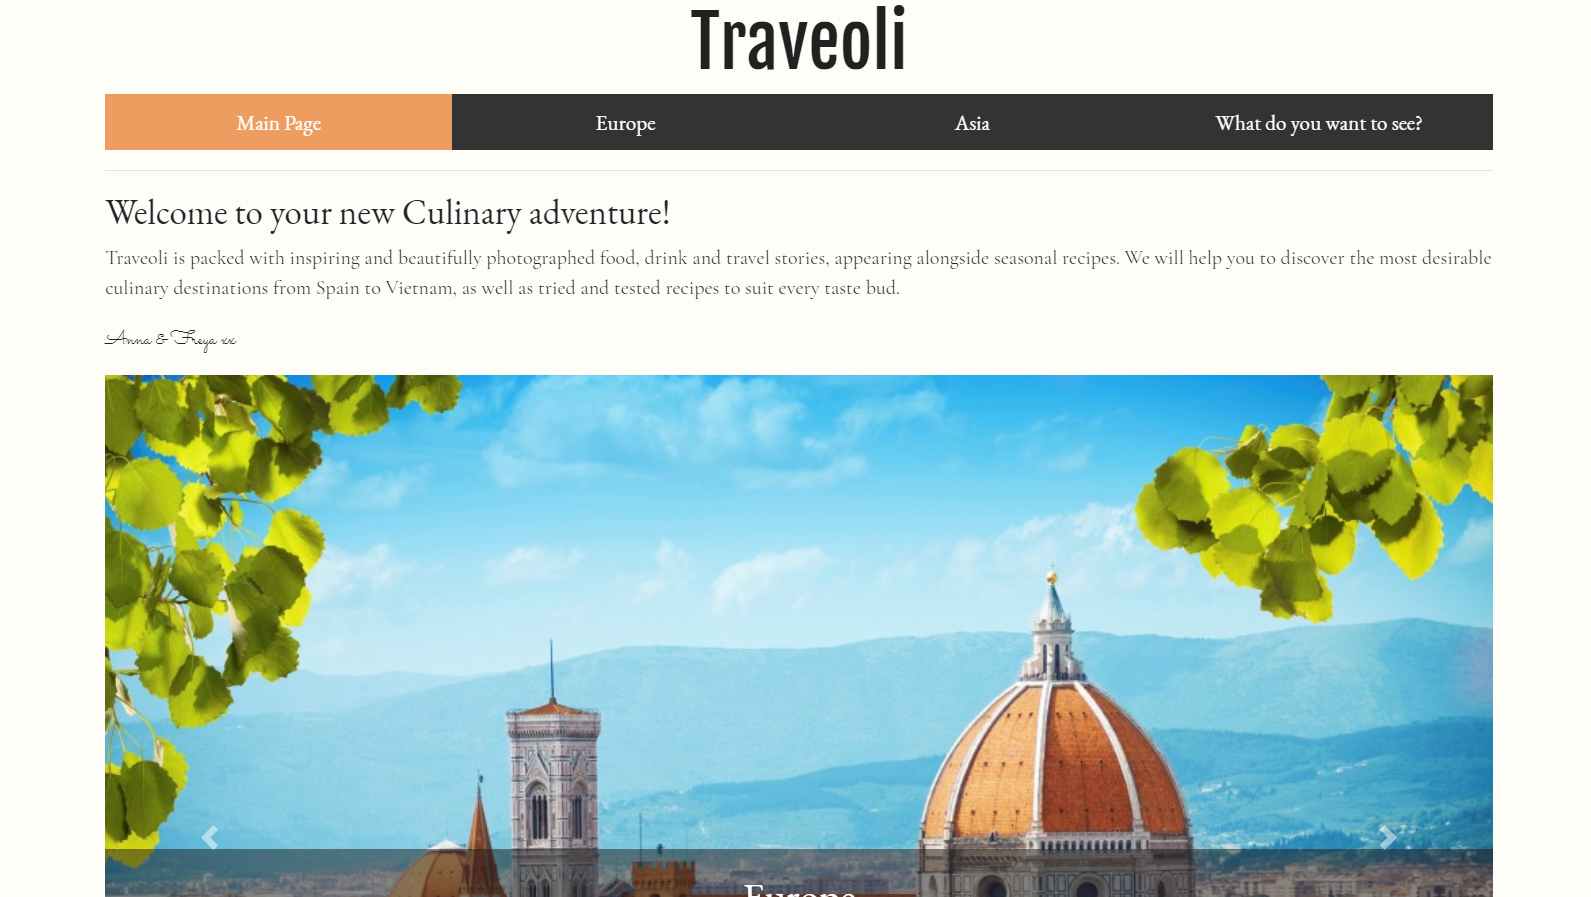 Traveoli
Main Page
Europe
Asia
What do you want to see?
Welcome to your new Culinary adventure!
Traveoli is packed with inspiring and beautifully photographed food, drink and travel stories, appearing alongside seasonal recipes. We will help you to discover the most desirable
culinary destinations from Spain to Vietnam, as well as tried and tested recipes to suit every taste bud.
Anna & Freya xx
Europe